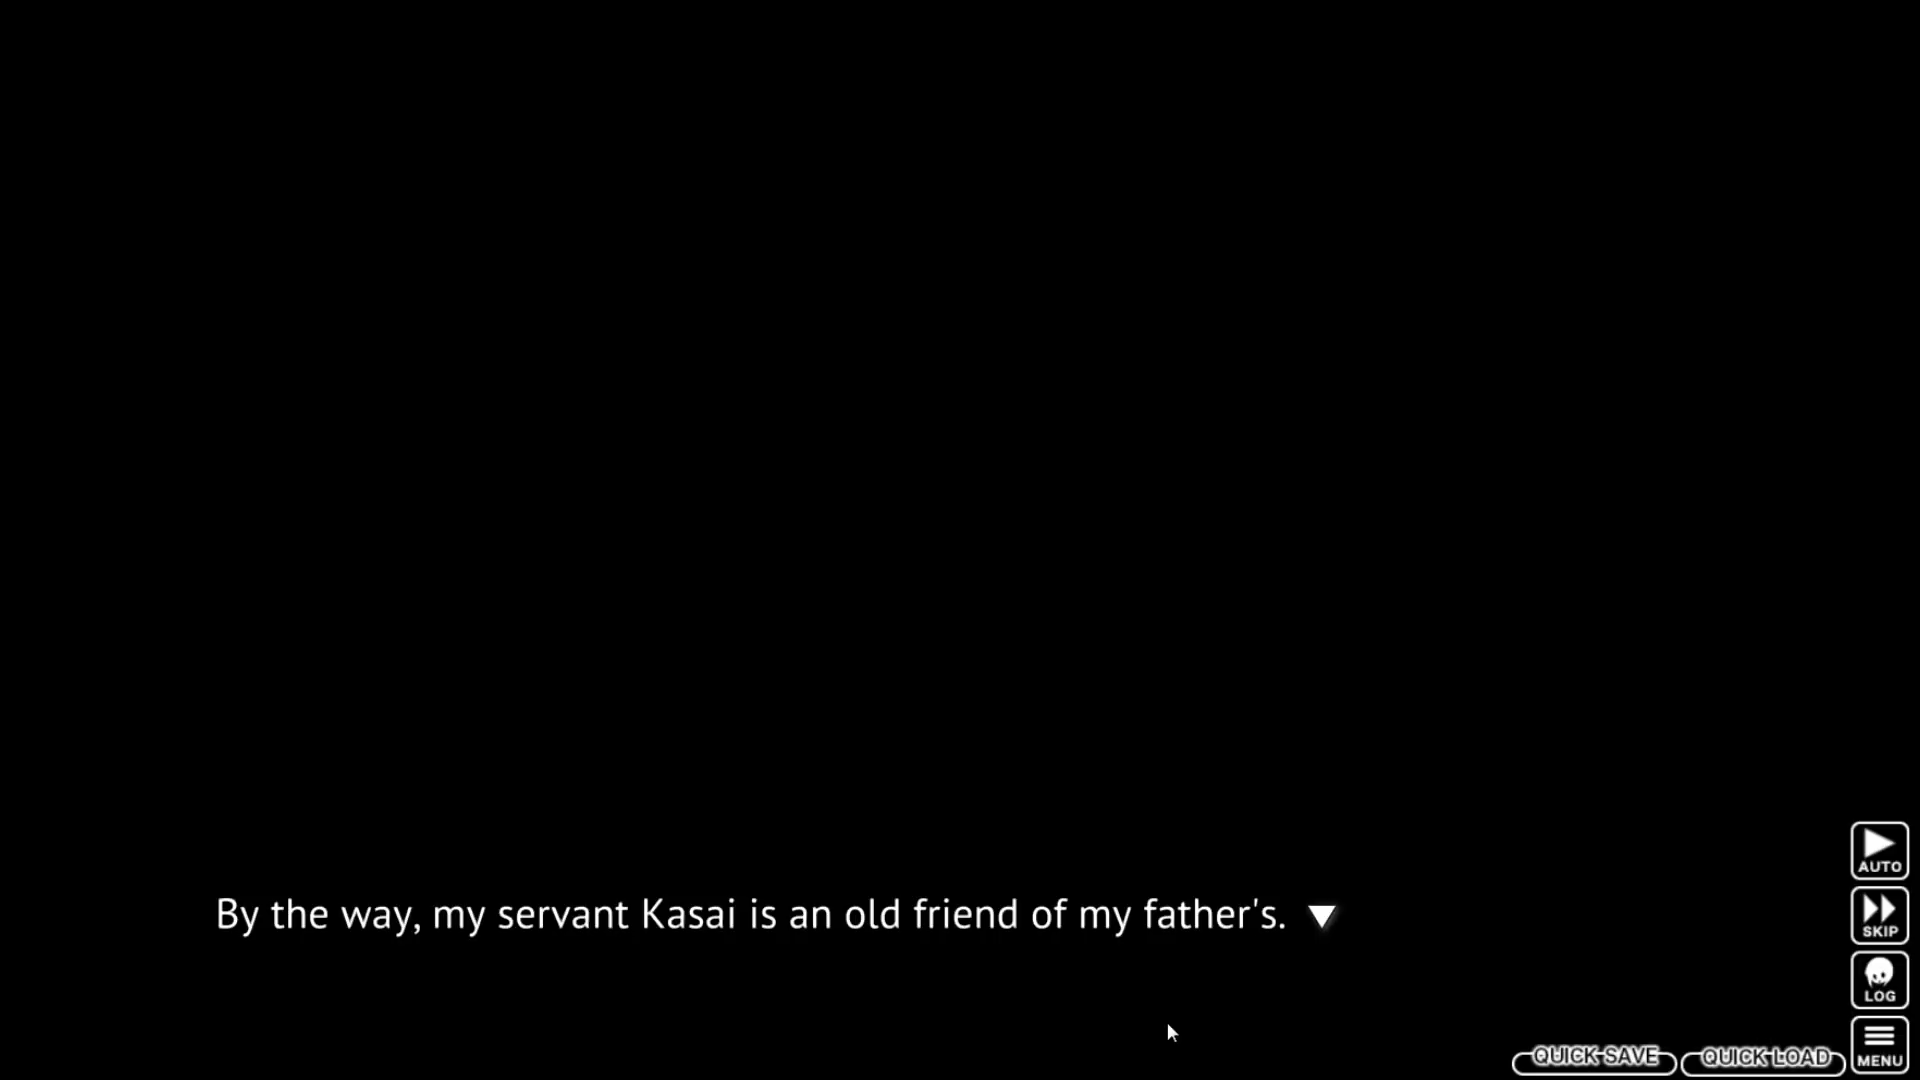 By the way, my servant Kasai is an old friend of my father's.
AUTO
SKIP
LOG
MENU
QUICK SAVE
QUICK LOAD